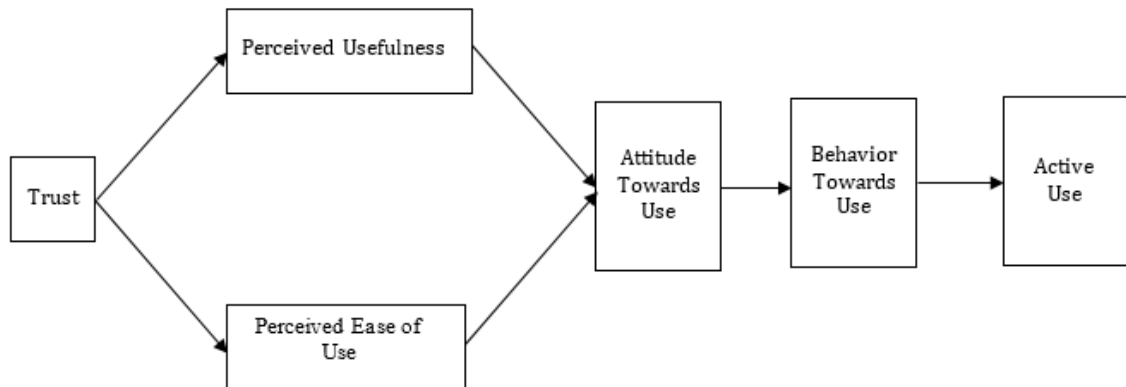 Perceived Usefulness
Trust
Perceived Ease of
Use
Attitude
Towards
Use
Behavior
Towards
Use
Active
Use